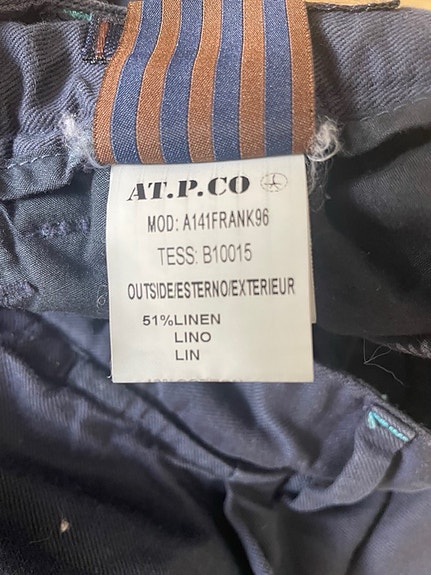 AT.P.CO
MOD: A141FRANK96
TESS: B10015
OUTSIDE/ESTERNO/EXTERIEUR
51%LINEN
LINO
LIN